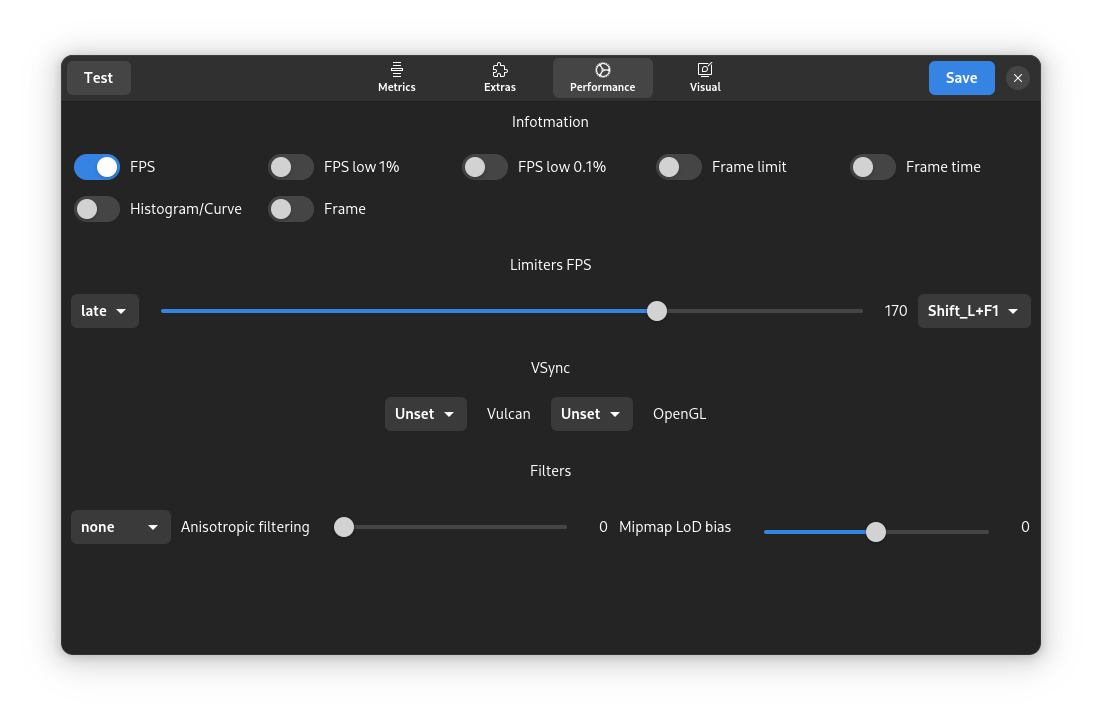 Test
Metrics
Extras
Performance
Visual
Save
Infotmation
FPS
FPS low 1%
FPS low 0.1%
Frame limit
Frame time
Histogram/Curve
Frame
Limiters FPS
late
170
Shift_L+F1
VSync
Unset
Vulcan
Unset
OpenGL
Filters
none
Anisotropic filtering
0
Mipmap LoD bias
0